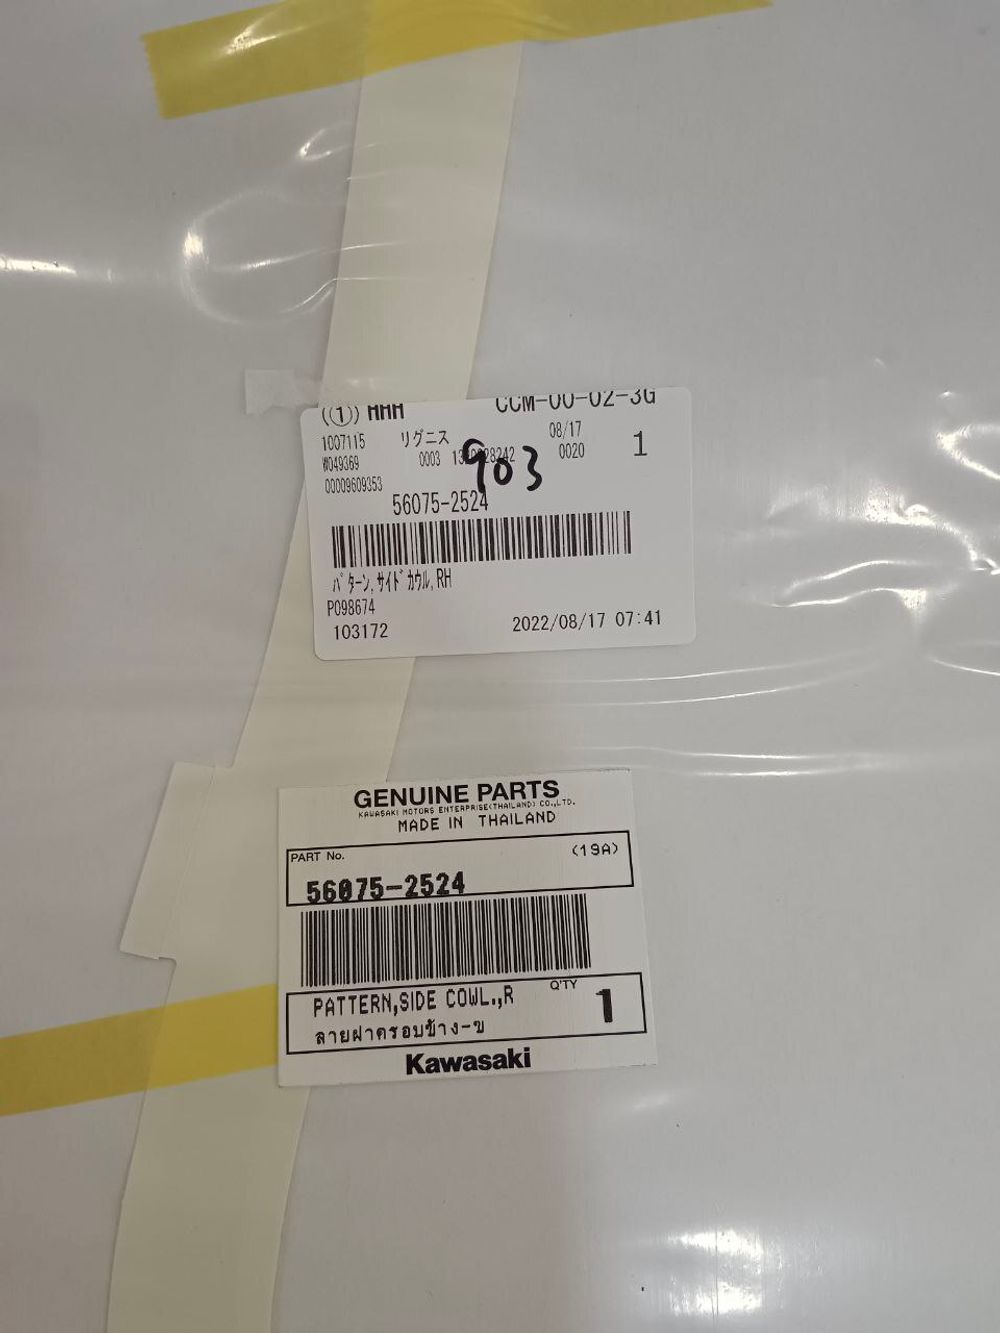 ((1)) AAA CCM-00-02-3G
1007115 リグニス 08/17 1
W049369 0003 0020
903
00009609353
56075-2524
パターン,サイドカウル,RH
P098674
103172 2022/08/17 07:41
GENUINE PARTS
KAWASAKI MOTORS ENTERPRISE(THAILAND) CO.,LTD.
MADE IN THAILAND
PART No. (19A)
56075-2524
PATTERN,SIDE COWL.,R Q'TY 1
ลายฝาครอบข้าง-ข
Kawasaki